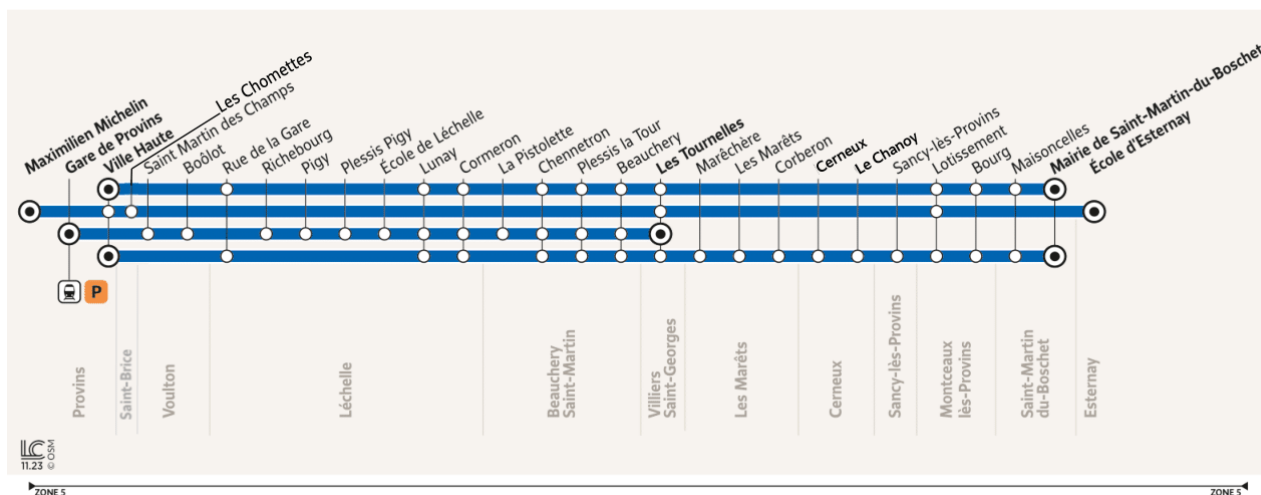 Maximilien Michelin
Gare de Provins
Ville Haute
Les Chomettes
Saint Martin des Champs
Boôlot
Rue de la Gare
Richebourg
Pigy
Plessis Pigy
École de Léchelle
Lunay
Cormeron
La Pistolette
Chennetron
Plessis la Tour
Beauchery
Les Tournelles
Marêchère
Les Marêts
Corberon
Cerneux
Le Chanoy
Sancy-lès-Provins
Lotissement
Bourg
Maisoncelles
Mairie de Saint-Martin-du-Boschet
École d'Esternay
P
Provins
Saint-Brice
Voulton
Léchelle
Beauchery
Saint-Martin
Villiers
Saint-Georges
Les Marêts
Cerneux
Sancy-lès-Provins
Montceaux
lès-Provins
Saint-Martin
du-Boschet
Esternay
LC
11.23 © OSM
ZONE 5
ZONE 5